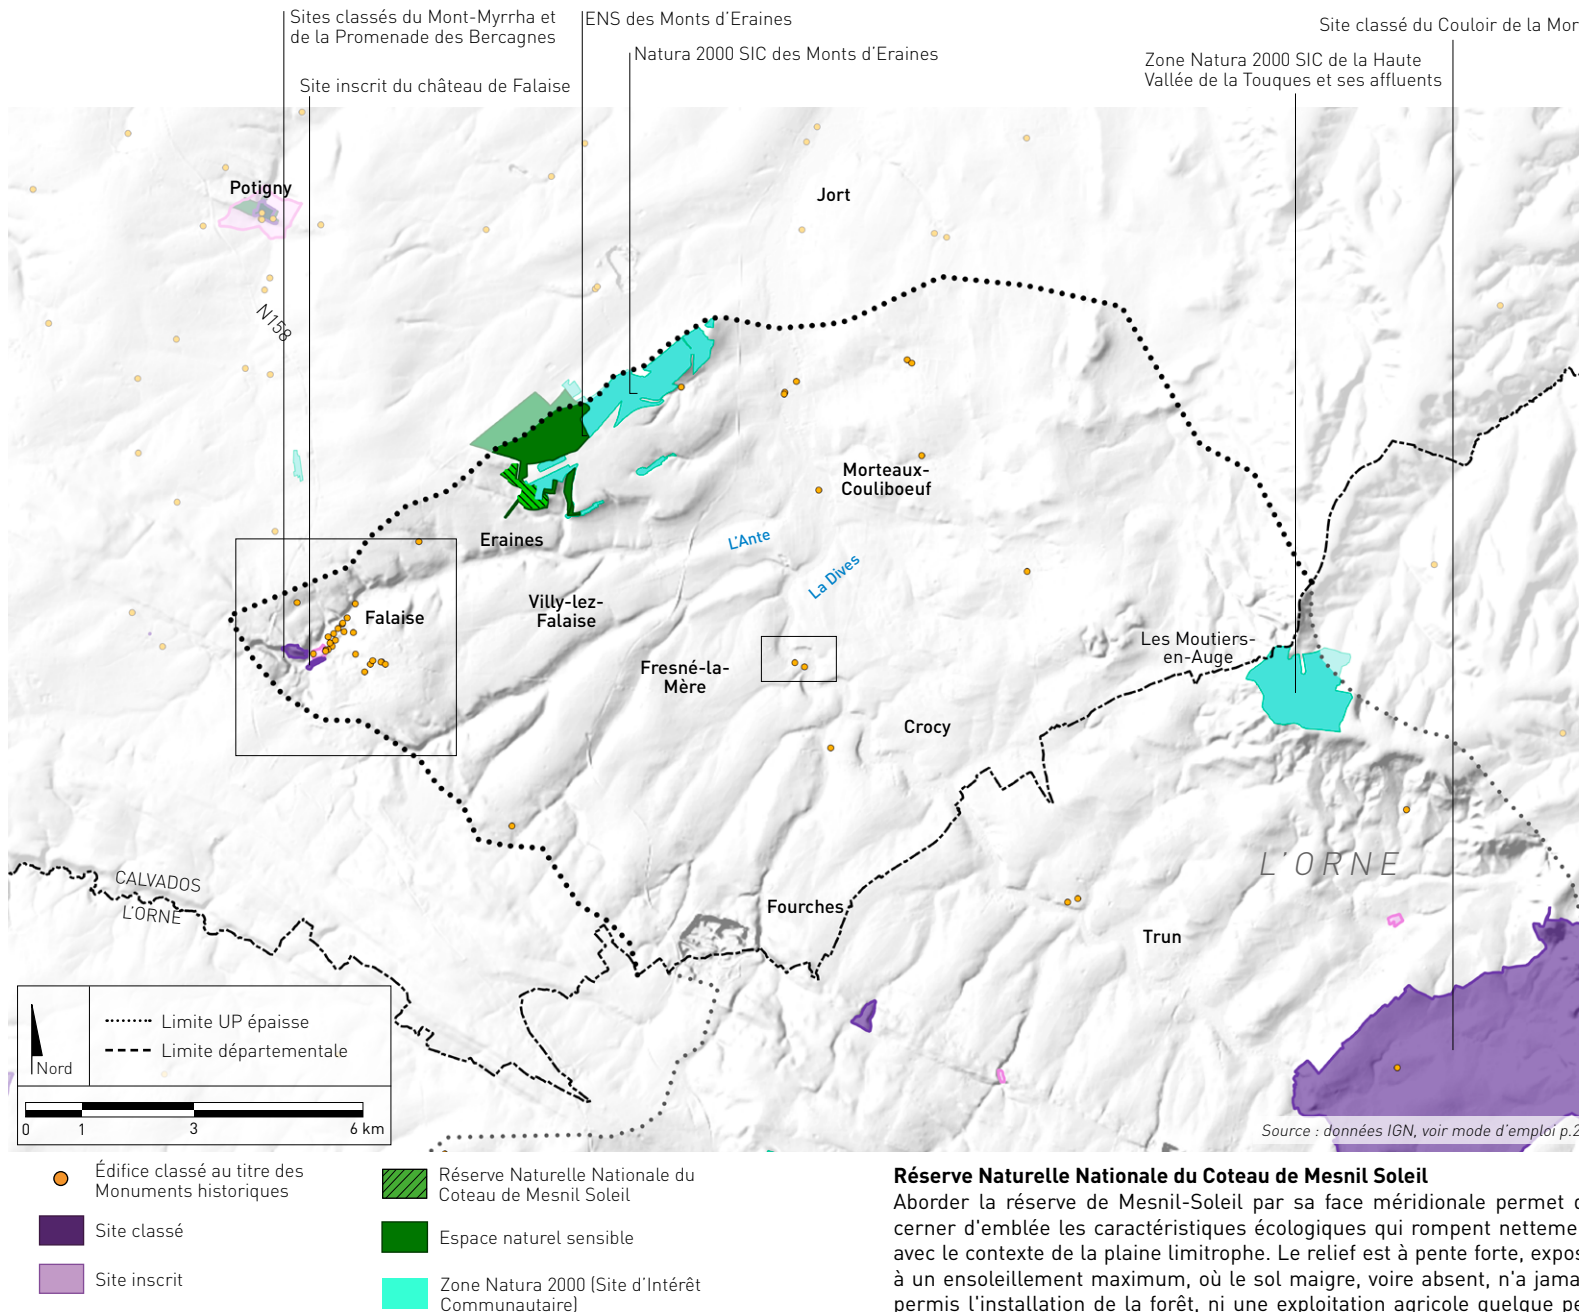 Sites classés du Mont-Myrrha et
de la Promenade des Bercagnes
ENS des Monts d'Eraines
Site classé du Couloir de la Mor
Natura 2000 SIC des Monts d'Eraines
Zone Natura 2000 SIC de la Haute
Vallée de la Touques et ses affluents
Site inscrit du château de Falaise
Potigny
Jort
N158
Morteaux-
Couliboeuf
Eraines
L'Ante
La Dives
Villy-lez-
Falaise
Falaise
Les Moutiers-
en-Auge
Fresné-la-
Mère
Crocy
L'ORNE
CALVADOS
L'ORNE
Fourches
Trun
Nord
Limite UP épaisse
Limite départementale
0 1 3 6 km
Source : données IGN, voir mode d'emploi p.2
Édifice classé au titre des
Monuments historiques
Site classé
Site inscrit
Réserve Naturelle Nationale du
Coteau de Mesnil Soleil
Espace naturel sensible
Zone Natura 2000 (Site d'Intérêt
Communautaire)
Réserve Naturelle Nationale du Coteau de Mesnil Soleil
Aborder la réserve de Mesnil-Soleil par sa face méridionale permet d
cerner d'emblée les caractéristiques écologiques qui rompent netteme
avec le contexte de la plaine limitrophe. Le relief est à pente forte, expos
à un ensoleillement maximum, où le sol maigre, voire absent, n'a jama
permis l'installation de la forêt, ni une exploitation agricole quelque pe